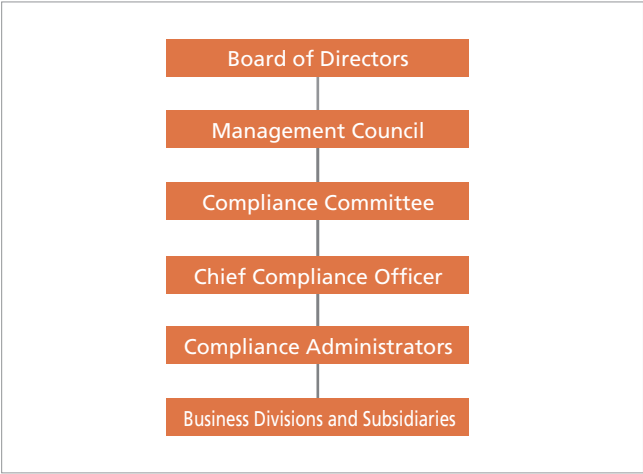 Board of Directors
Management Council
Compliance Committee
Chief Compliance Officer
Compliance Administrators
Business Divisions and Subsidiaries